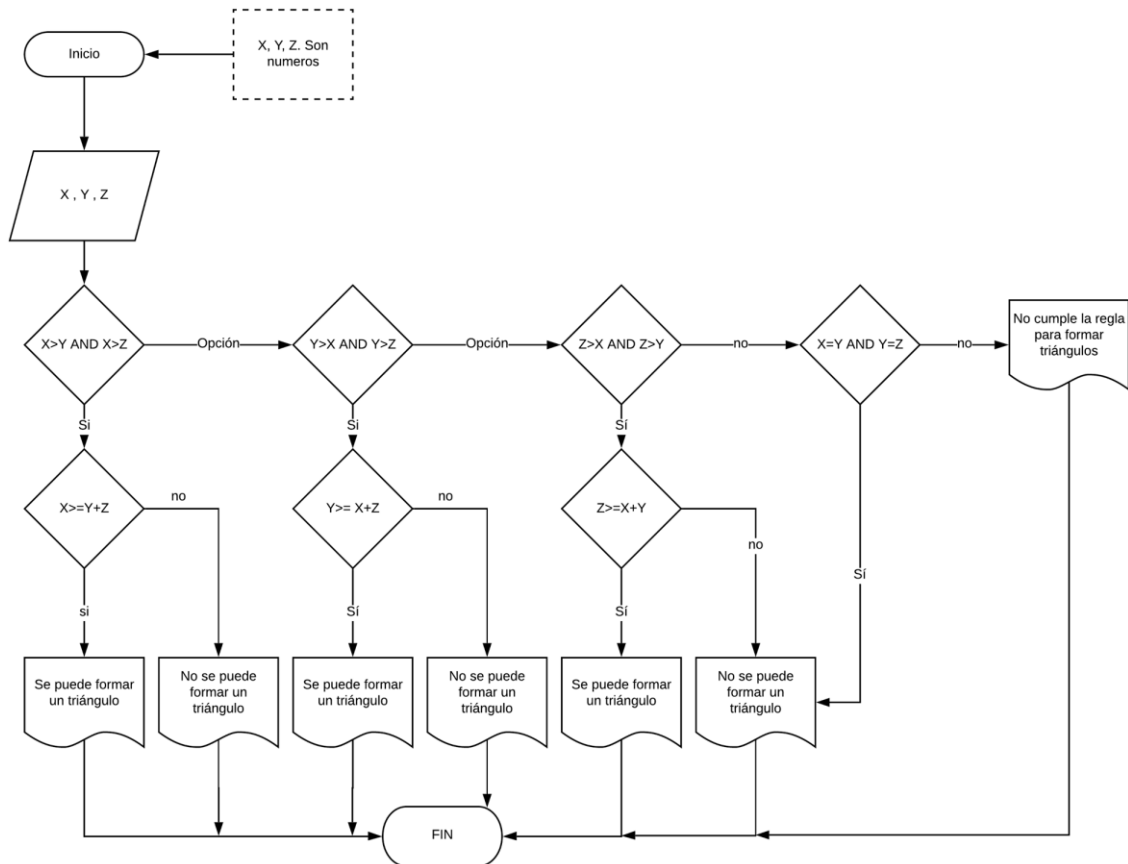 Inicio
X, Y, Z. Son
numeros
X , Y , Z
X>Y AND X>Z
Opción
Y>X AND Y>Z
Opción
Z>X AND Z>Y
no
X=Y AND Y=Z
no
No cumple la regla
para formar
triángulos
Si
Si
Sí
X>=Y+Z
no
Y>= X+Z
no
Z>=X+Y
no
Sí
si
Sí
Sí
Se puede formar
un triángulo
No se puede
formar un
triángulo
Se puede formar
un triángulo
No se puede
formar un
triángulo
Se puede formar
un triángulo
No se puede
formar un
triángulo
FIN